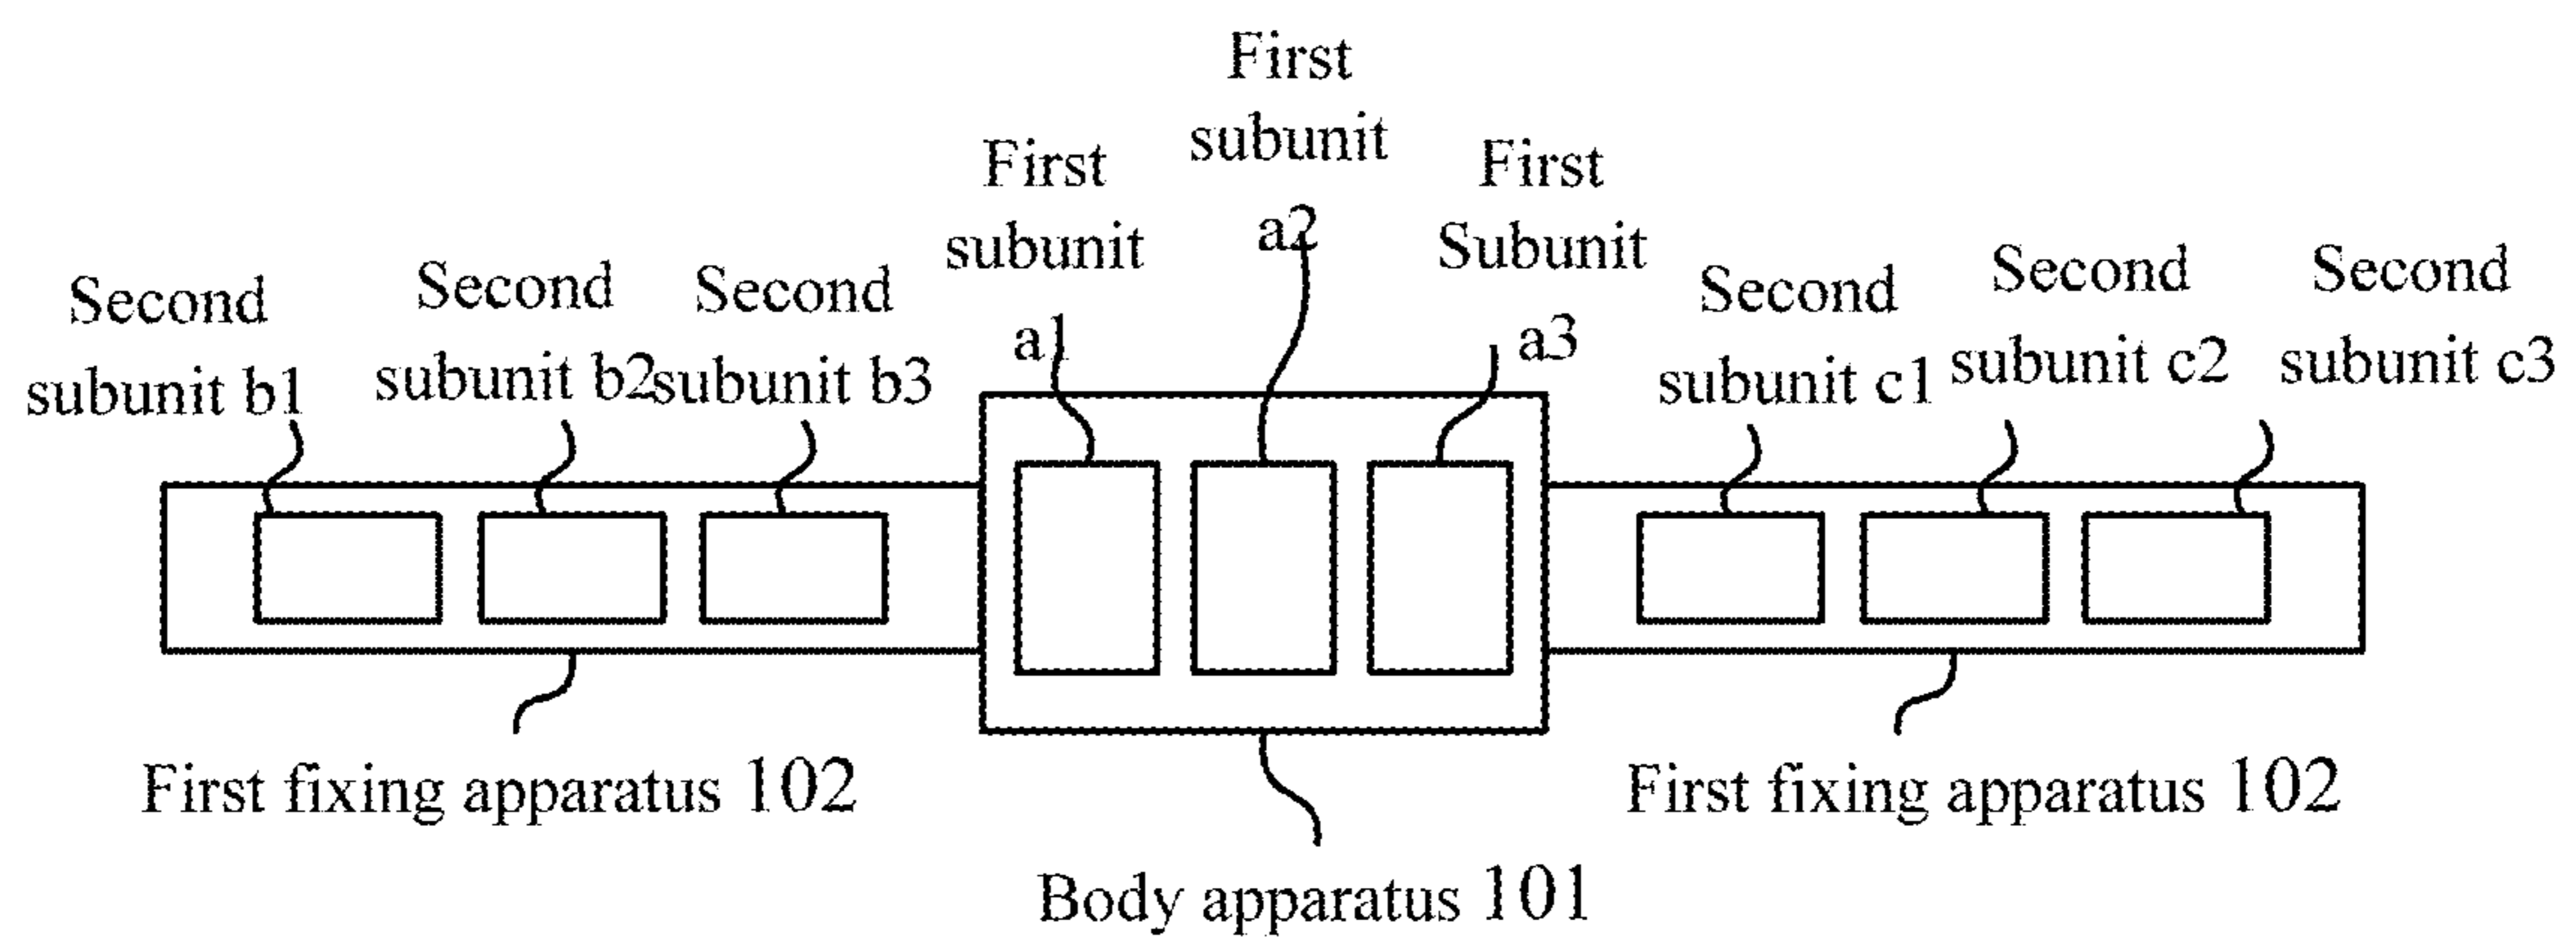 Second
subunit b1
Second
subunit b2
Second
subunit b3
First
subunit
a1
First
subunit
a2
First
Subunit
a3
Second
subunit c1
Second
subunit c2
Second
subunit c3
First fixing apparatus 102
Body apparatus 101
First fixing apparatus 102